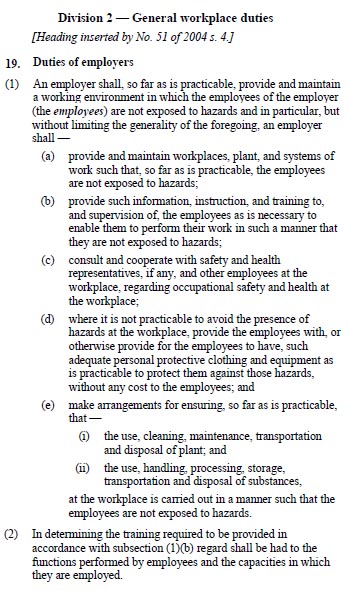 Division 2 — General workplace duties
[Heading inserted by No. 51 of 2004 s. 4.]
19. Duties of employers
(1) An employer shall, so far as is practicable, provide and maintain
a working environment in which the employees of the employer
(the employees) are not exposed to hazards and in particular, but
without limiting the generality of the foregoing, an employer
shall —
(a) provide and maintain workplaces, plant, and systems of
work such that, so far as is practicable, the employees
are not exposed to hazards;
(b) provide such information, instruction, and training to,
and supervision of, the employees as is necessary to
enable them to perform their work in such a manner that
they are not exposed to hazards;
(c) consult and cooperate with safety and health
representatives, if any, and other employees at the
workplace, regarding occupational safety and health at
the workplace;
(d) where it is not practicable to avoid the presence of
hazards at the workplace, provide the employees with, or
otherwise provide for the employees to have, such
adequate personal protective clothing and equipment as
is practicable to protect them against those hazards,
without any cost to the employees; and
(e) make arrangements for ensuring, so far as is practicable,
that —
(i) the use, cleaning, maintenance, transportation
and disposal of plant; and
(ii) the use, handling, processing, storage,
transportation and disposal of substances,
at the workplace is carried out in a manner such that the
employees are not exposed to hazards.
(2) In determining the training required to be provided in
accordance with subsection (1)(b) regard shall be had to the
functions performed by employees and the capacities in which
they are employed.